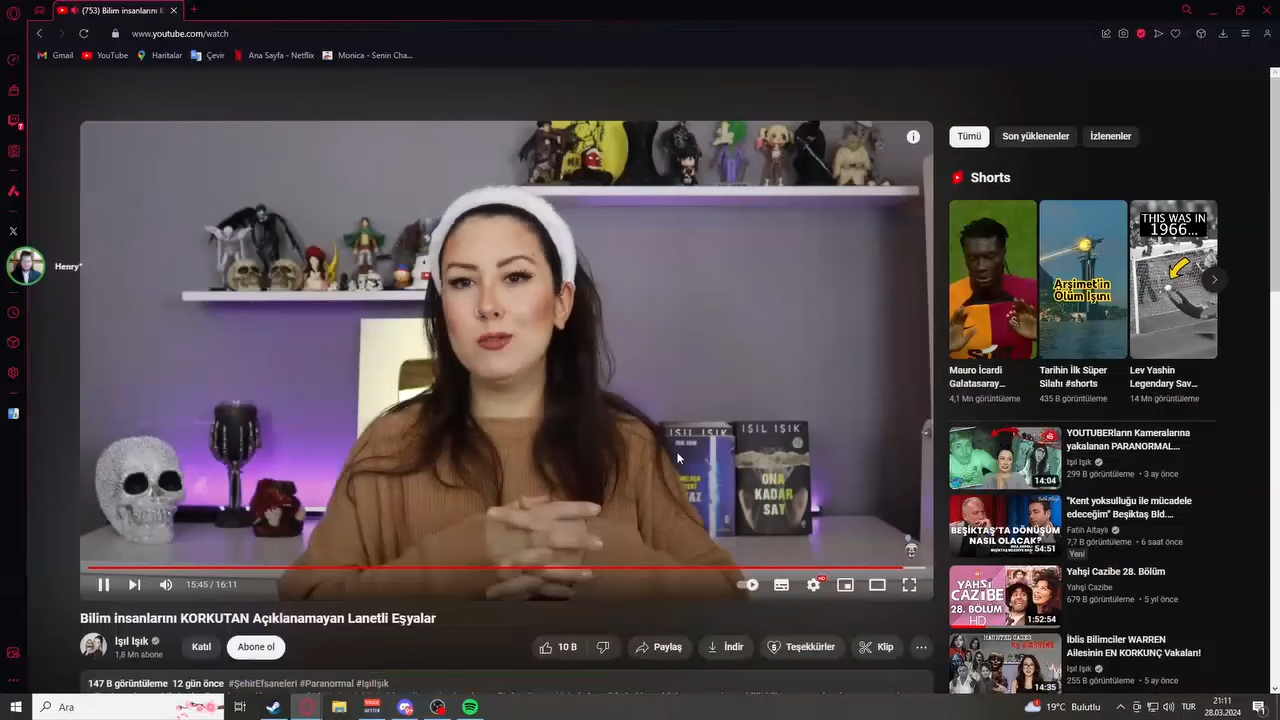 (753) Bilim insanlarını K
www.youtube.com/watch
Gmail
YouTube
Haritalar
Çevir
Ana Sayfa - Netflix
Monica - Senin Cha...
Henry*
IŞIL IŞIK
IŞIL IŞIK
ONA
KADAR
SAY
15:45 / 16:11
HD
Bilim insanlarını KORKUTAN Açıklanamayan Lanetli Eşyalar
Işıl Işık
1,8 Mn abone
Katıl
Abone ol
10 B
Paylaş
İndir
Teşekkürler
Klip
147 B görüntüleme 12 gün önce #ŞehirEfsaneleri #Paranormal #IşılIşık
Tümü
Son yüklenenler
İzlenenler
Shorts
Arşimet'in
Ölüm Işını
THIS WAS IN
1966...
Mauro İcardi
Galatasaray...
4,1 Mn görüntüleme
Tarihin İlk Süper
Silahı #shorts
435 B görüntüleme
Lev Yashin
Legendary Sav...
14 Mn görüntüleme
14:04
YOUTUBERların Kameralarına
yakalanan PARANORMAL...
Işıl Işık
299 B görüntüleme • 3 ay önce
BEŞİKTAŞ'TA DÖNÜŞÜM
NASIL OLACAK?
54:51
"Kent yoksulluğu ile mücadele
edeceğim" Beşiktaş Bld....
Fatih Altaylı
7,7 B görüntüleme • 6 saat önce
Yeni
YAHŞİ
CAZİBE
28. BÖLÜM
HD
1:52:54
Yahşi Cazibe 28. Bölüm
Yahşi Cazibe
679 B görüntüleme • 5 yıl önce
14:35
İblis Bilimciler WARREN
Ailesinin EN KORKUNÇ Vakaları!
Işıl Işık
255 B görüntüleme • 5 ay önce
Ara
19°C Bulutlu
TUR
21:11
28.03.2024